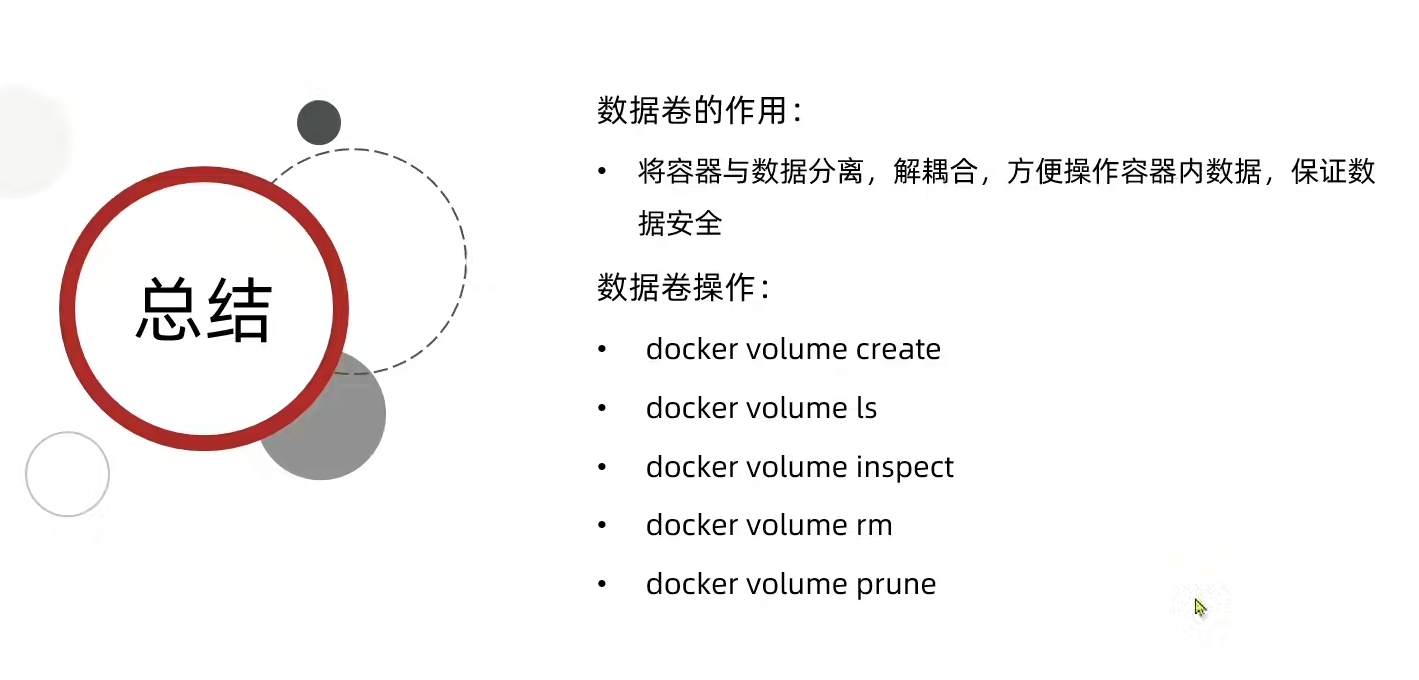 总结
数据卷的作用：
• 将容器与数据分离，解耦合，方便操作容器内数据，保证数
据安全
数据卷操作：
• docker volume create
• docker volume ls
• docker volume inspect
• docker volume rm
• docker volume prune